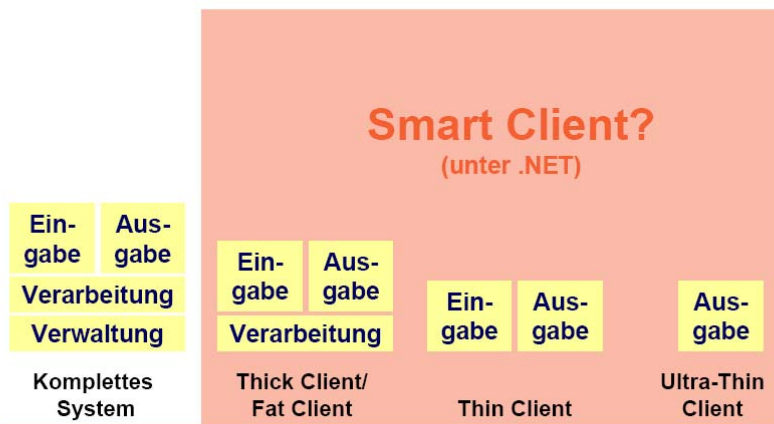 Smart Client?
(unter .NET)
Ein-
gabe
Aus-
gabe
Verarbeitung
Verwaltung
Komplettes
System
Ein-
gabe
Aus-
gabe
Verarbeitung
Thick Client/
Fat Client
Ein-
gabe
Aus-
gabe
Thin Client
Aus-
gabe
Ultra-Thin
Client